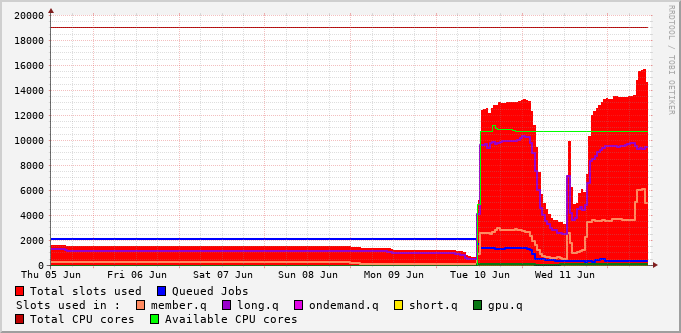 20000
18000
16000
14000
12000
10000
8000
6000
4000
2000
0
Thu 05 Jun Fri 06 Jun Sat 07 Jun Sun 08 Jun Mon 09 Jun Tue 10 Jun Wed 11 Jun
Total slots used Queued Jobs
Slots used in : member.q long.q ondemand.q short.q gpu.q
Total CPU cores Available CPU cores
RRDTOOL / TOBI OETIKER